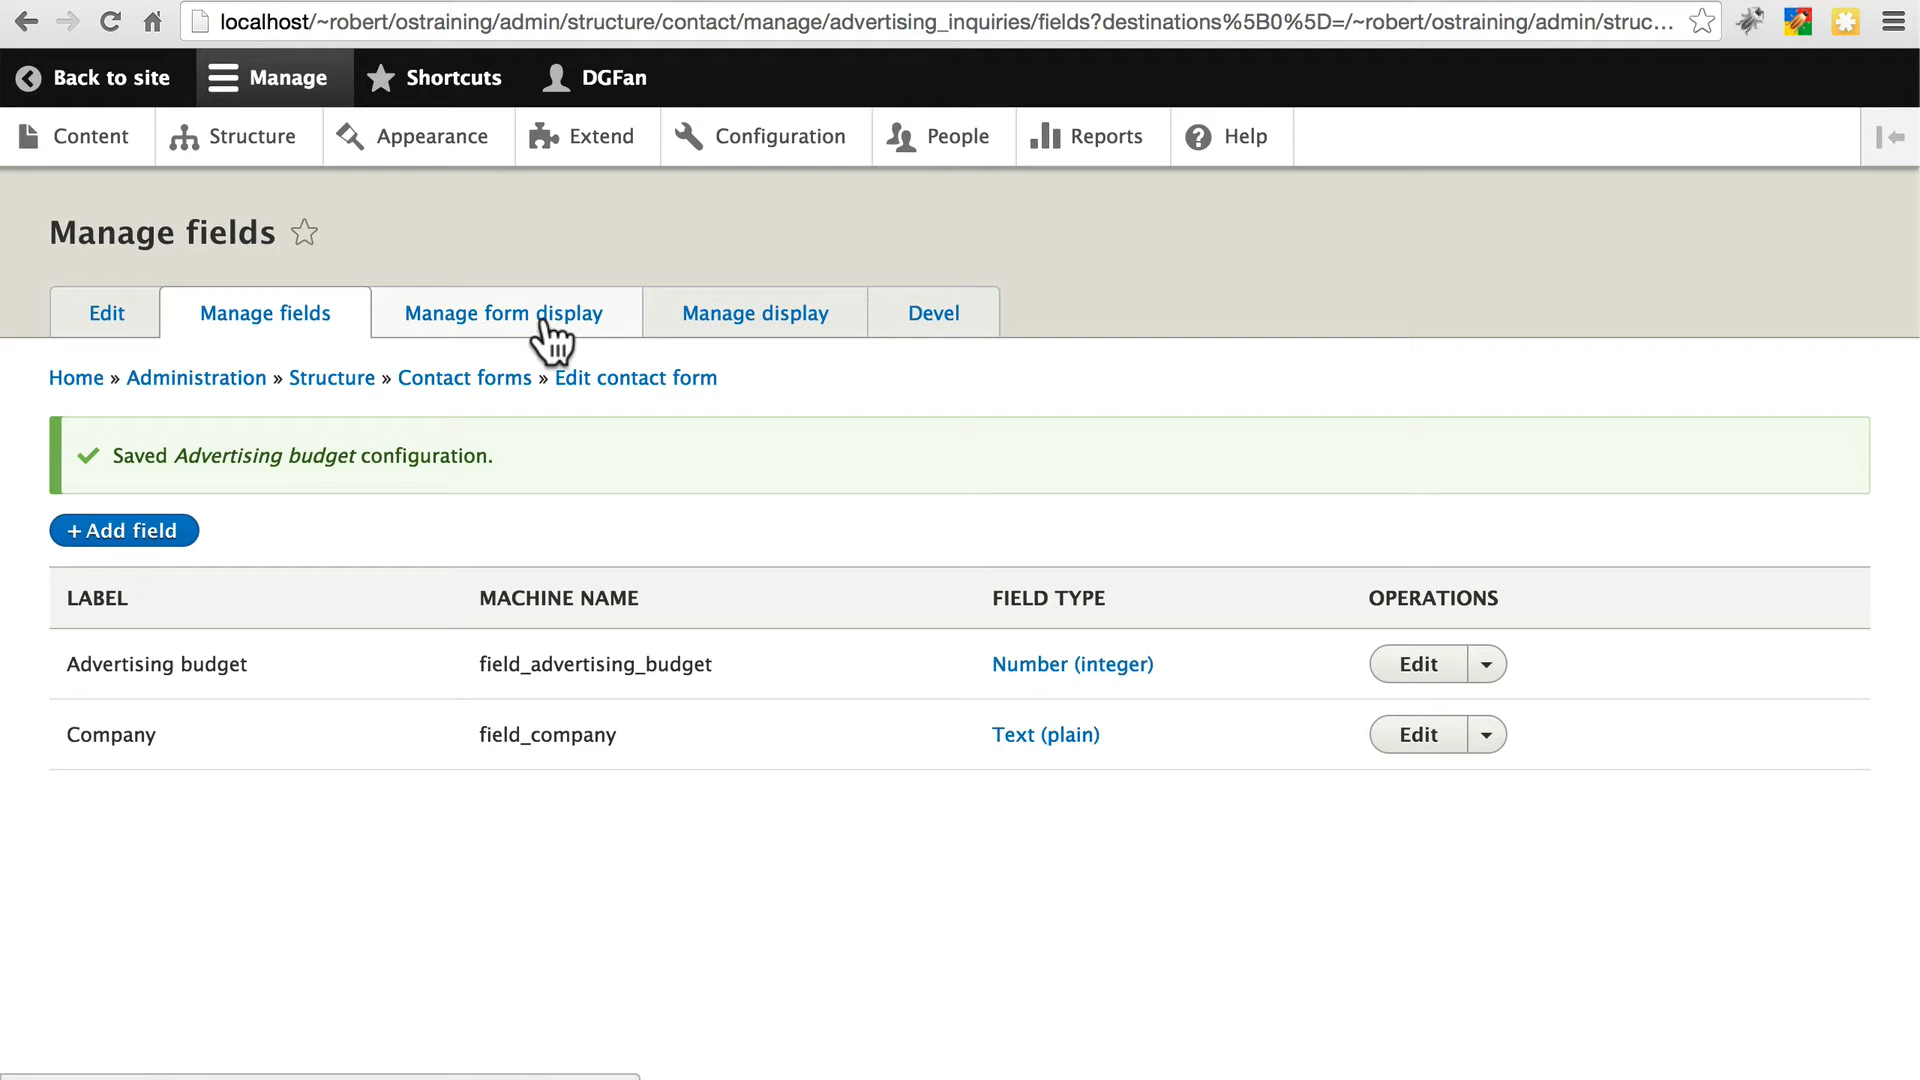 localhost/~robert/ostraining/admin/structure/contact/manage/advertising_inquiries/fields?destinations%5B0%5D=/~robert/ostraining/admin/struc...
Back to site Manage Shortcuts DGFan
Content Structure Appearance Extend Configuration People Reports Help
Manage fields
Edit Manage fields Manage form display Manage display Devel
Home » Administration » Structure » Contact forms » Edit contact form
Saved Advertising budget configuration.
+ Add field
LABEL MACHINE NAME FIELD TYPE OPERATIONS
Advertising budget field_advertising_budget Number (integer) Edit
Company field_company Text (plain) Edit